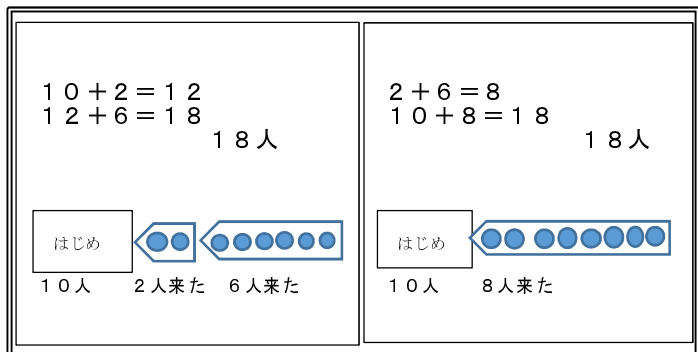 １０＋２＝１２
１２＋６＝１８
１８人
はじめ
１０人 ２人来た ６人来た
２＋６＝８
１０＋８＝１８
１８人
はじめ
１０人 ８人来た